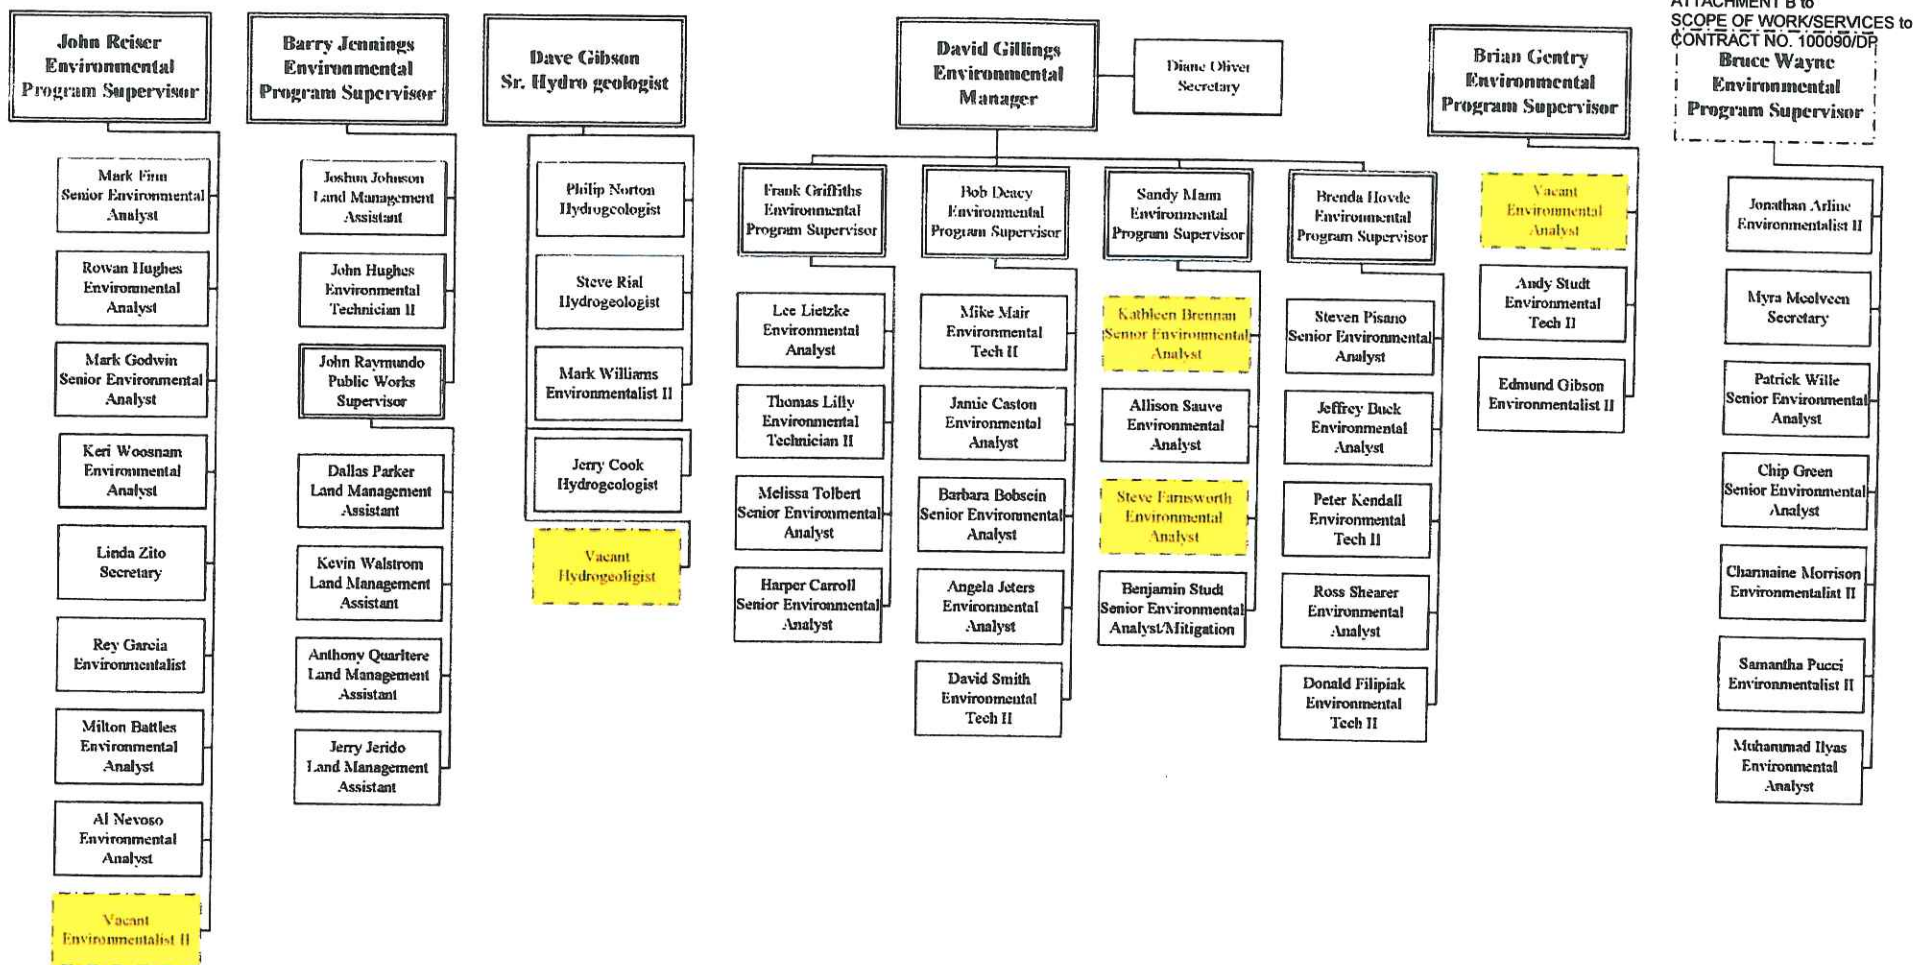 ATTACHMENT B to
SCOPE OF WORK/SERVICES to
CONTRACT NO. 100090/DP
John Reiser
Environmental
Program Supervisor
Mark Finn
Senior Environmental
Analyst
Rowan Hughes
Environmental
Analyst
Mark Godwin
Senior Environmental
Analyst
Keri Woosnam
Environmental
Analyst
Linda Zito
Secretary
Rey Garcia
Environmentalist
Milton Battles
Environmental
Analyst
Al Nevoso
Environmental
Analyst
Vacant
Environmentalist II
Barry Jennings
Environmental
Program Supervisor
Joshua Johnson
Land Management
Assistant
John Hughes
Environmental
Technician II
John Raymundo
Public Works
Supervisor
Dallas Parker
Land Management
Assistant
Kevin Walstrom
Land Management
Assistant
Anthony Quaritere
Land Management
Assistant
Jerry Jerido
Land Management
Assistant
Dave Gibson
Sr. Hydro geologist
Philip Norton
Hydrogeologist
Steve Rial
Hydrogeologist
Mark Williams
Environmentalist II
Jerry Cook
Hydrogeologist
Vacant
Hydrogeoligist
David Gillings
Environmental
Manager
Diane Oliver
Secretary
Frank Griffiths
Environmental
Program Supervisor
Lee Lietzke
Environmental
Analyst
Thomas Lilly
Environmental
Technician II
Melissa Tolbert
Senior Environmental
Analyst
Harper Carroll
Senior Environmental
Analyst
Bob Deacy
Environmental
Program Supervisor
Mike Mair
Environmental
Tech II
Jamie Caston
Environmental
Analyst
Barbara Bobsein
Senior Environmental
Analyst
Angela Jeters
Environmental
Analyst
David Smith
Environmental
Tech II
Sandy Mann
Environmental
Program Supervisor
Kathleen Brennan
Senior Environmental
Analyst
Allison Sauve
Environmental
Analyst
Steve Farnsworth
Environmental
Analyst
Benjamin Studt
Senior Environmental
Analyst/Mitigation
Brenda Hovde
Environmental
Program Supervisor
Steven Pisano
Senior Environmental
Analyst
Jeffrey Buck
Environmental
Analyst
Peter Kendall
Environmental
Tech II
Ross Shearer
Environmental
Analyst
Donald Filipiak
Environmental
Tech II
Brian Gentry
Environmental
Program Supervisor
Vacant
Environmental
Analyst
Andy Studt
Environmental
Tech II
Edmund Gibson
Environmentalist II
Bruce Wayne
Environmental
Program Supervisor
Jonathan Arline
Environmentalist II
Myra Mcolveen
Secretary
Patrick Wille
Senior Environmental
Analyst
Chip Green
Senior Environmental
Analyst
Charmaine Morrison
Environmentalist II
Samantha Pucci
Environmentalist II
Muhammad Ilyas
Environmental
Analyst